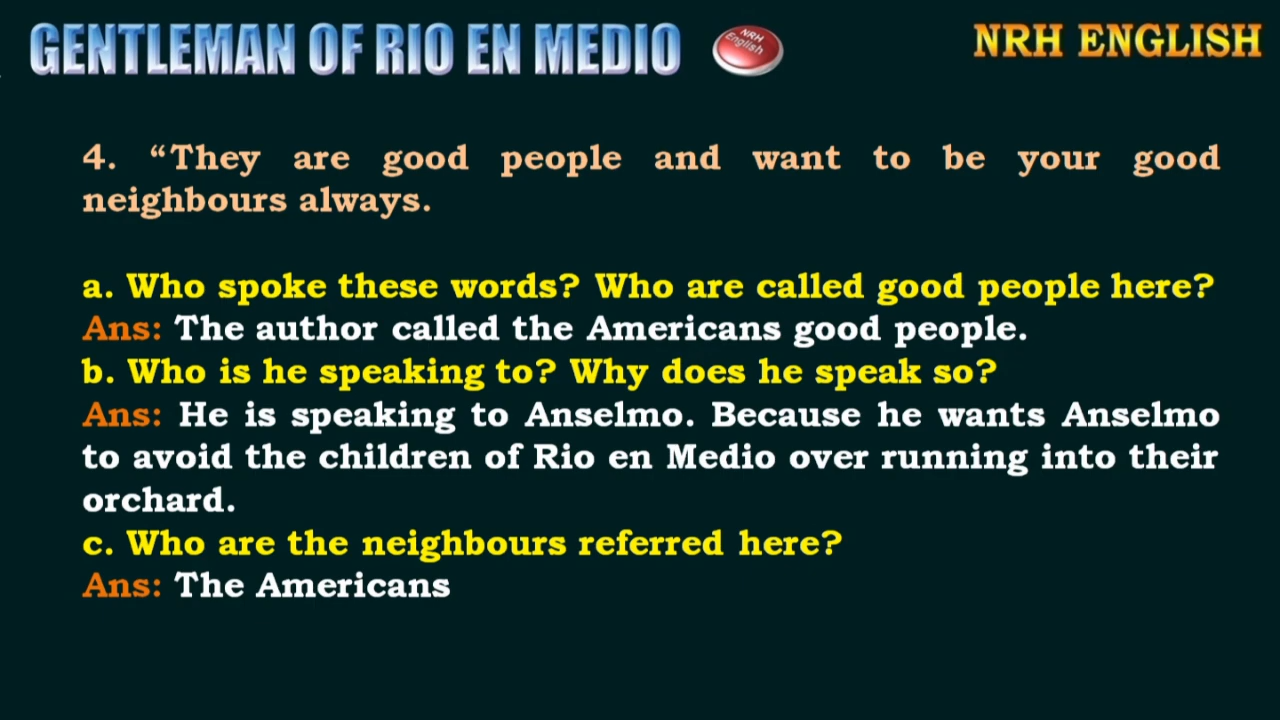 GENTLEMAN OF RIO EN MEDIO
NRH English
NRH ENGLISH
4. “They are good people and want to be your good
neighbours always.
a. Who spoke these words? Who are called good people here?
Ans: The author called the Americans good people.
b. Who is he speaking to? Why does he speak so?
Ans: He is speaking to Anselmo. Because he wants Anselmo
to avoid the children of Rio en Medio over running into their
orchard.
c. Who are the neighbours referred here?
Ans: The Americans